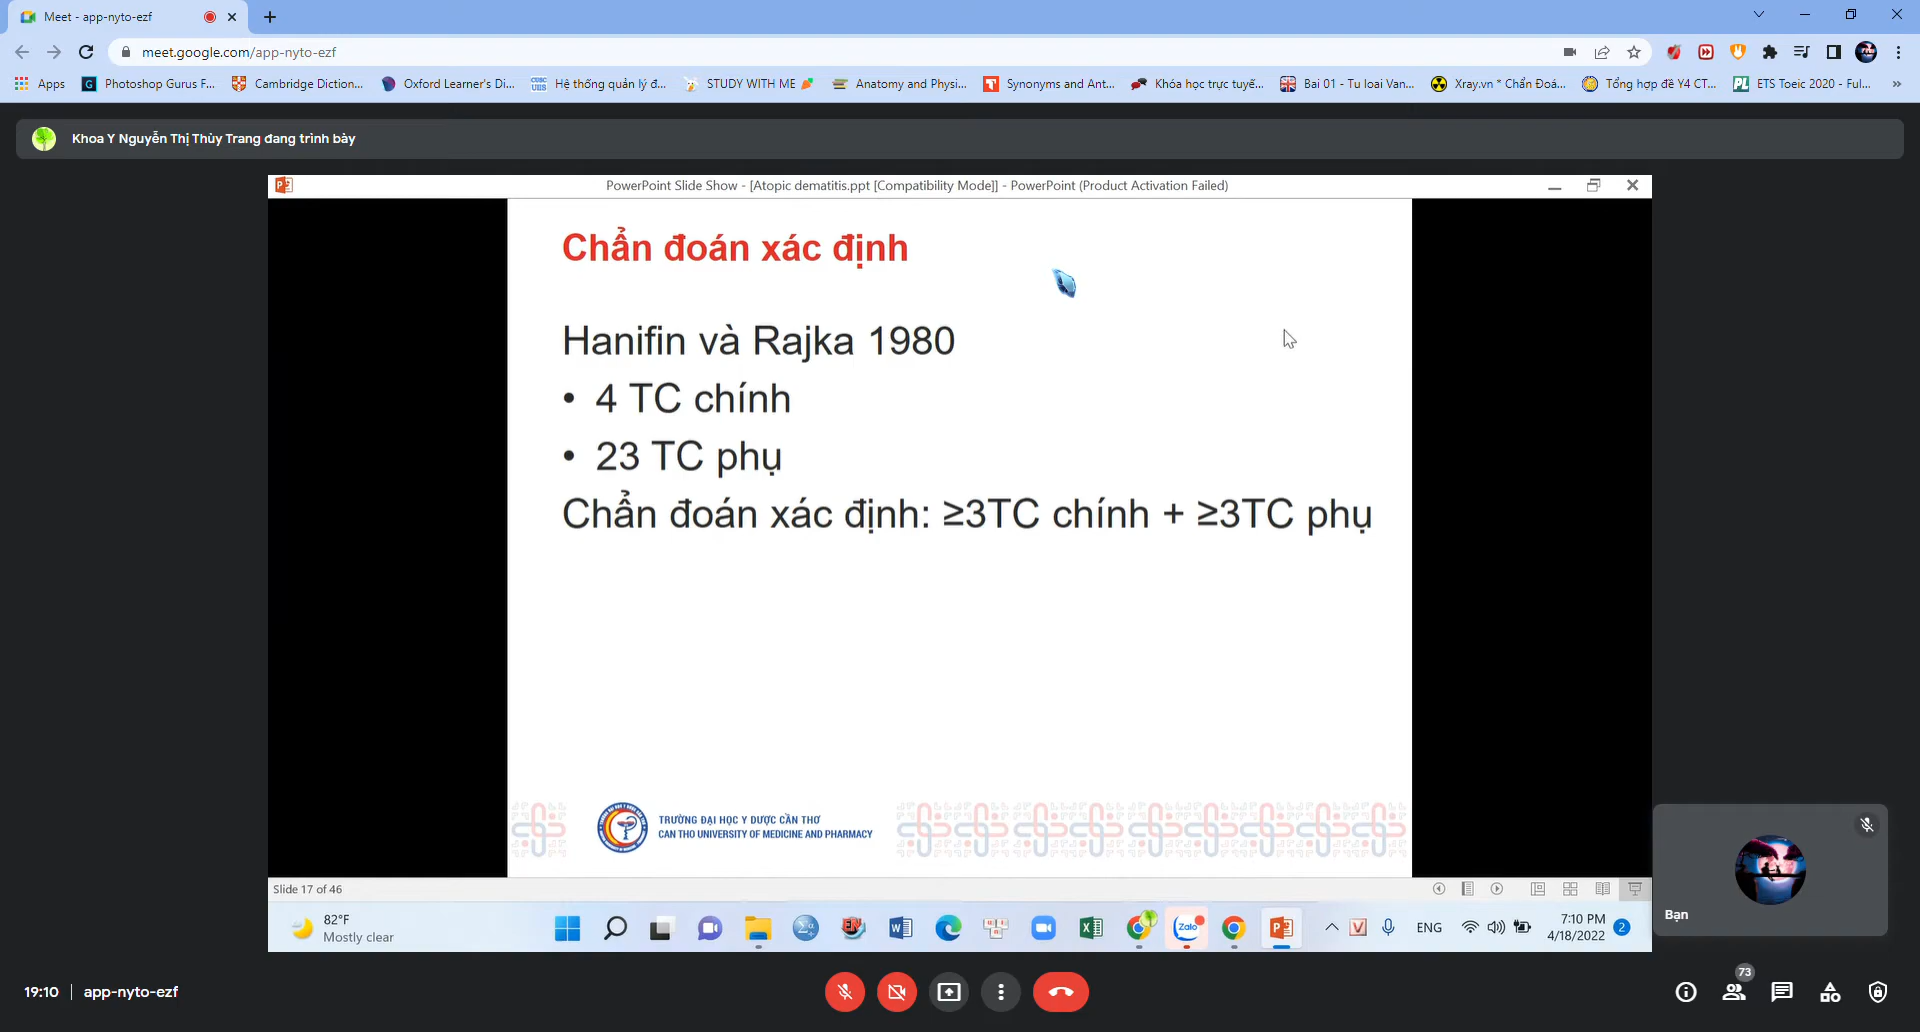 Meet - app-nyto-ezf
meet.google.com/app-nyto-ezf
Apps
Photoshop Gurus F...
Cambridge Diction...
Oxford Learner's Di...
Hệ thống quản lý đ...
STUDY WITH ME
Anatomy and Physi...
Synonyms and Ant...
Khóa học trực tuyế...
Bai 01 - Tu loai Van...
Xray.vn * Chẩn Đoá...
Tổng hợp đề Y4 CT...
ETS Toeic 2020 - Ful...
Khoa Y Nguyễn Thị Thùy Trang đang trình bày
PowerPoint Slide Show - [Atopic dematitis.ppt [Compatibility Mode]] - PowerPoint (Product Activation Failed)
Chẩn đoán xác định
Hanifin và Rajka 1980
• 4 TC chính
• 23 TC phụ
Chẩn đoán xác định: ≥3TC chính + ≥3TC phụ
TRƯỜNG ĐẠI HỌC Y DƯỢC CẦN THƠ
CAN THO UNIVERSITY OF MEDICINE AND PHARMACY
Slide 17 of 46
82°F
Mostly clear
Zalo
ENG
7:10 PM
4/18/2022
2
Bạn
19:10 | app-nyto-ezf
73